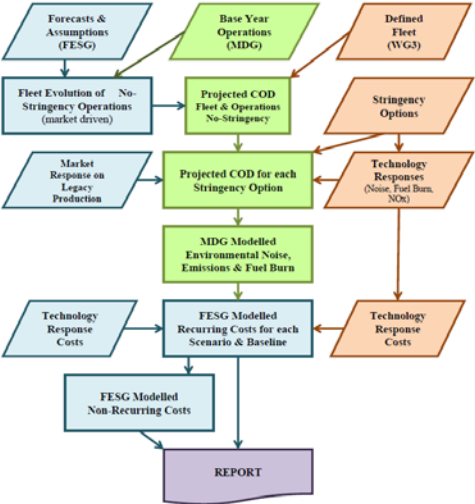 Forecasts &
Assumptions
(FESG)
Base Year
Operations
(MDG)
Defined
Fleet
(WG3)
Fleet Evolution of No-
Stringency Operations
(market driven)
Projected COD
Fleet & Operations
No-Stringency
Stringency
Options
Market
Response on
Legacy
Production
Projected COD for each
Stringency Option
Technology
Responses
(Noise, Fuel Burn,
NOx)
MDG Modelled
Environmental Noise,
Emissions & Fuel Burn
Technology
Response
Costs
FESG Modelled
Recurring Costs for each
Scenario & Baseline
Technology
Response
Costs
FESG Modelled
Non-Recurring Costs
REPORT